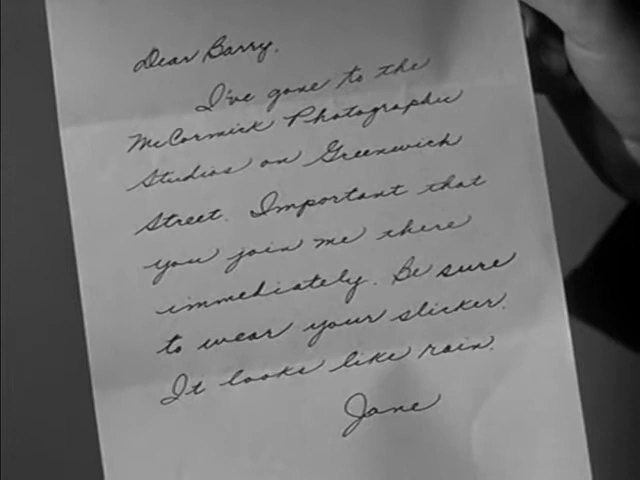 Dear Barry.
I've gone to the
McCormick Photographic
Studios on Greenwich
Street. Important that
you join me there
immediately. Be sure
to wear your slicker.
It looks like rain.
Jane